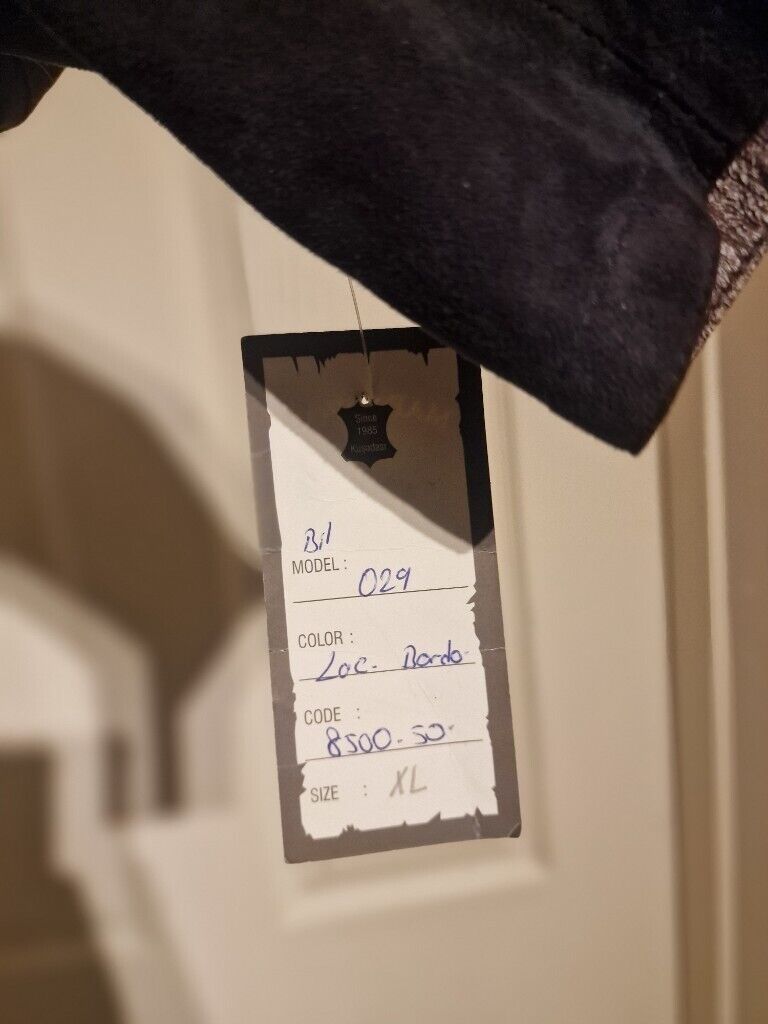 Since
1985
Kuşadası
Bil
MODEL :
029
COLOR :
Lac. Bordo.
CODE :
8500.50.
SIZE : XL